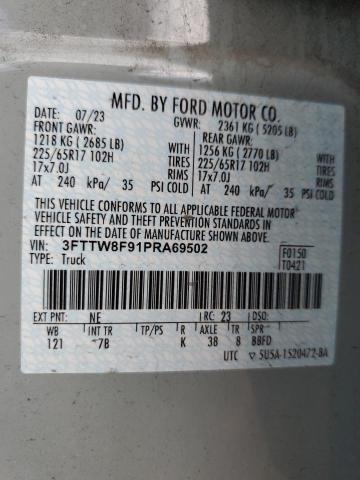 MFD. BY FORD MOTOR CO.
DATE: 07/23 GVWR: 2361 KG ( 5205 LB)
FRONT GAWR: REAR GAWR:
1218 KG ( 2685 LB) 1256 KG ( 2770 LB)
225/65R17 102H TIRES 225/65R17 102H TIRES
17x7.0J RIMS 17x7.0J RIMS
AT 240 kPa/ 35 PSI COLD AT 240 kPa/ 35 PSI COLD
THIS VEHICLE CONFORMS TO ALL APPLICABLE FEDERAL MOTOR
VEHICLE SAFETY AND THEFT PREVENTION STANDARDS IN EFFECT ON THE DATE OF
MANUFACTURE SHOWN ABOVE.
VIN: 3FTTW8F91PRA69502 F0150
TYPE: Truck T0421
EXT PNT: NE RC: 23 DSO:
WB INT TR TP/PS R AXLE TR SPR
121 7B K 38 8 BBFD
UTC ▽ 5U5A-1520472-BA